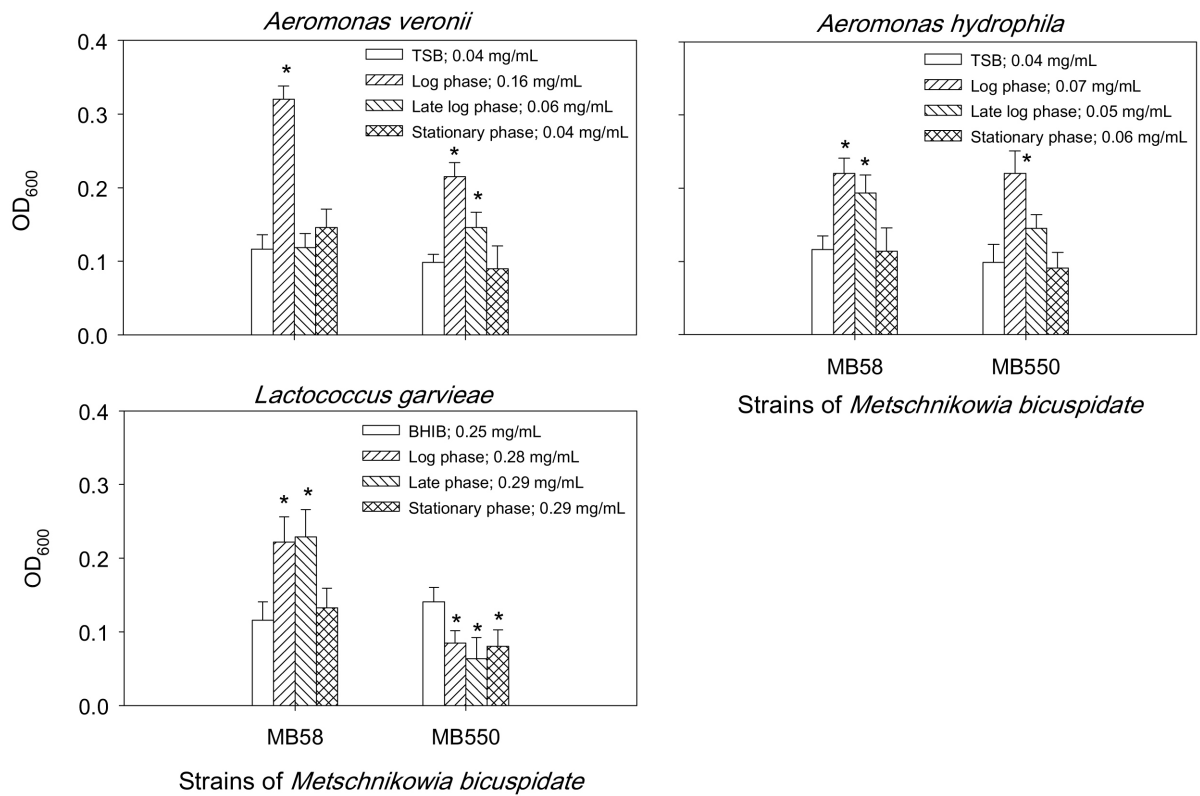 Aeromonas veronii
0.4
0.3
0.2
0.1
0.0
OD600
TSB; 0.04 mg/mL
Log phase; 0.16 mg/mL
Late log phase; 0.06 mg/mL
Stationary phase; 0.04 mg/mL
*
*
*
Aeromonas hydrophila
TSB; 0.04 mg/mL
Log phase; 0.07 mg/mL
Late log phase; 0.05 mg/mL
Stationary phase; 0.06 mg/mL
*
*
*
MB58
MB550
Strains of Metschnikowia bicuspidate
Lactococcus garvieae
0.4
0.3
0.2
0.1
0.0
OD600
BHIB; 0.25 mg/mL
Log phase; 0.28 mg/mL
Late phase; 0.29 mg/mL
Stationary phase; 0.29 mg/mL
*
*
*
*
*
MB58
MB550
Strains of Metschnikowia bicuspidate